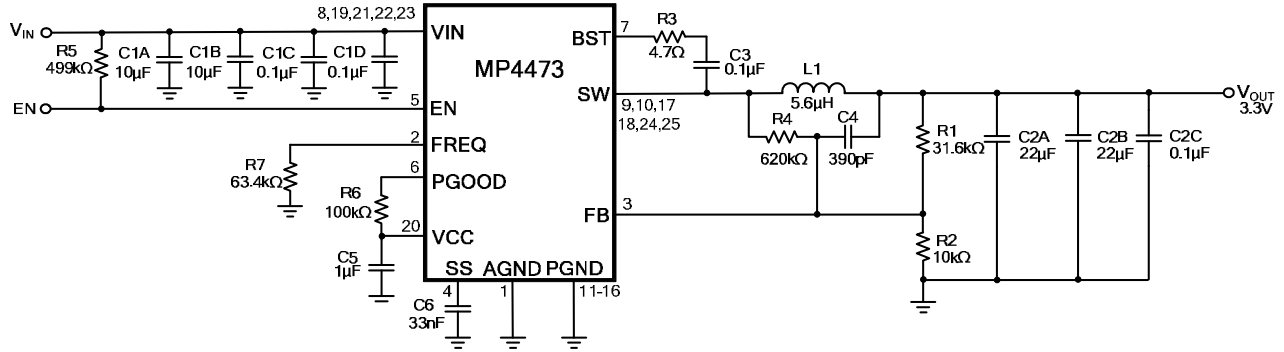 8,19,21,22,23
VIN
R5
499kΩ
C1A
10µF
C1B
10µF
C1C
0.1µF
C1D
0.1µF
EN
5
2
R7
63.4kΩ
6
R6
100kΩ
20
C5
1µF
VIN
MP4473
BST
SW
EN
FREQ
PGOOD
VCC
FB
SS
AGND
PGND
4
1
11-16
C6
33nF
7
R3
4.7Ω
C3
0.1µF
9,10,17
18,24,25
L1
5.6µH
R4
620kΩ
C4
390pF
3
R1
31.6kΩ
R2
10kΩ
C2A
22µF
C2B
22µF
C2C
0.1µF
VOUT
3.3V